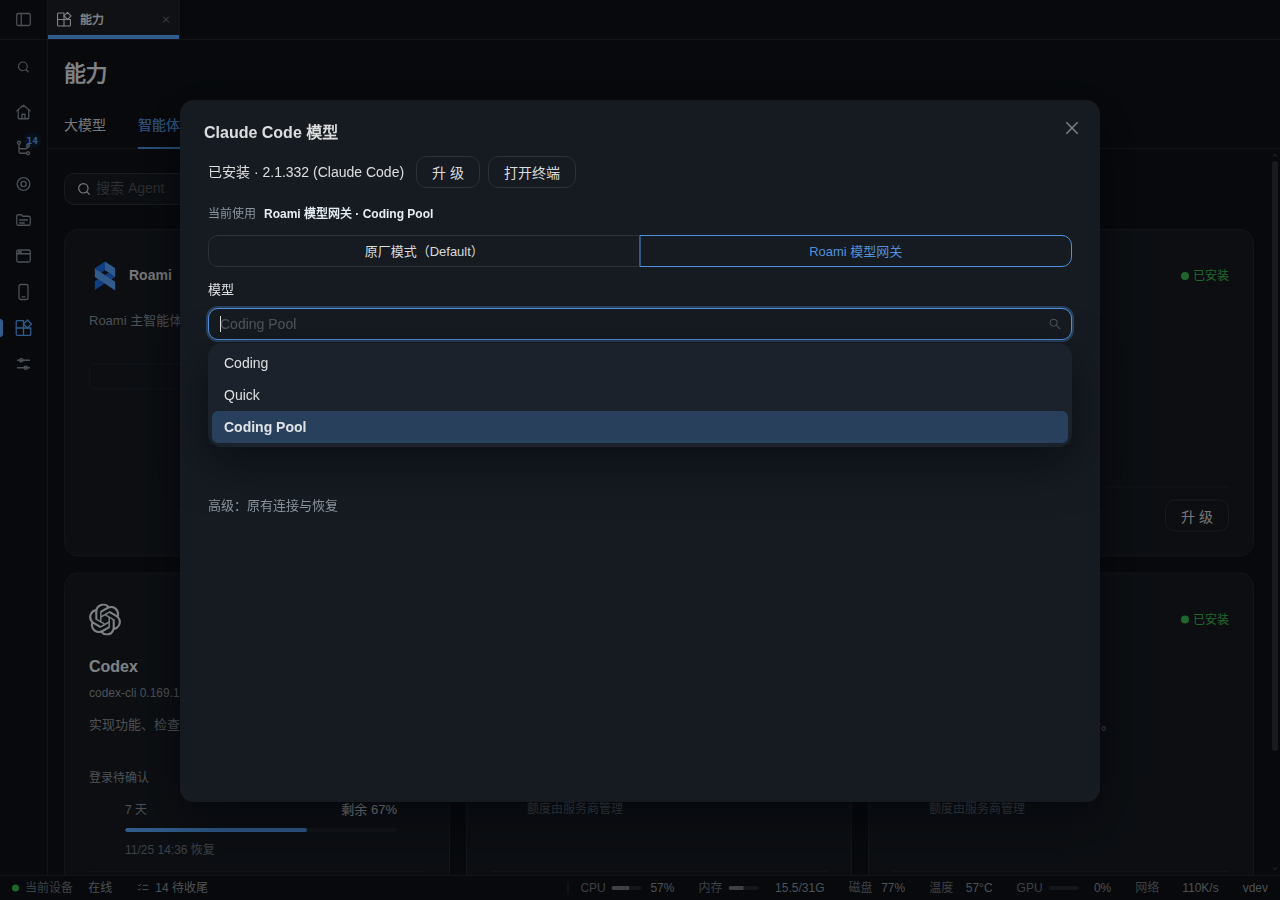 能力
能力
大模型 智能体
14
搜索 Agent
Claude Code 模型
已安装 · 2.1.332 (Claude Code) 升 级 打开终端
当前使用 Roami 模型网关 · Coding Pool
原厂模式（Default） Roami 模型网关
模型
Coding Pool
Coding
Quick
Coding Pool
高级：原有连接与恢复
Roami
Roami 主智能体
已安装
升 级
Codex
codex-cli 0.169.1
实现功能、检查
登录待确认
7 天 剩余 67%
11/25 14:36 恢复
额度由服务商管理
已安装
。
额度由服务商管理
当前设备 在线 14 待收尾 CPU 57% 内存 15.5/31G 磁盘 77% 温度 57°C GPU 0% 网络 110K/s vdev